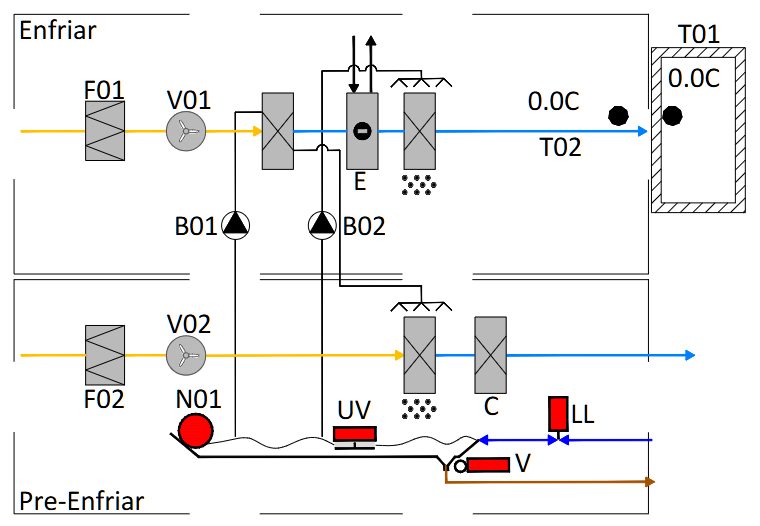 Enfriar
T01
F01
V01
0.0C
0.0C
T02
E
B01
B02
V02
F02
N01
UV
C
LL
V
Pre-Enfriar